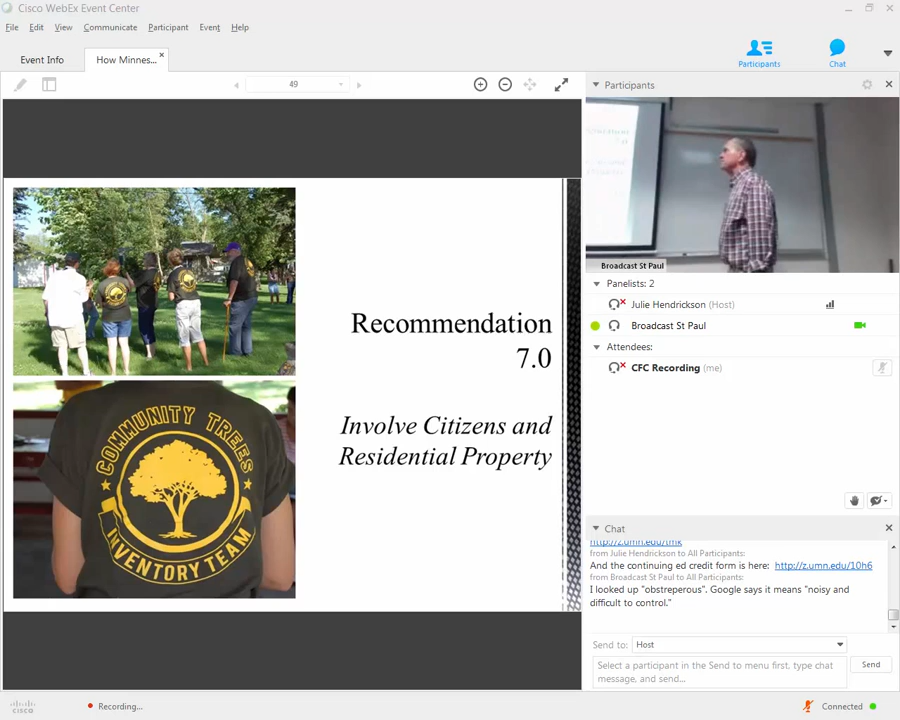 Cisco WebEx Event Center
File Edit View Communicate Participant Event Help
Event Info
How Minnes...
Participants
Chat
49
Participants
Broadcast St Paul
Panelists: 2
Julie Hendrickson (Host)
Broadcast St Paul
Attendees:
CFC Recording (me)
Recommendation
7.0
Involve Citizens and
Residential Property
COMMUNITY TREES
INVENTORY TEAM
Chat
http://z.umn.edu/tmk
from Julie Hendrickson to All Participants:
And the continuing ed credit form is here: http://z.umn.edu/10h6
from Broadcast St Paul to All Participants:
I looked up "obstreperous". Google says it means "noisy and
difficult to control."
Send to: Host
Select a participant in the Send to menu first, type chat
message, and send...
Send
cisco
Recording...
Connected